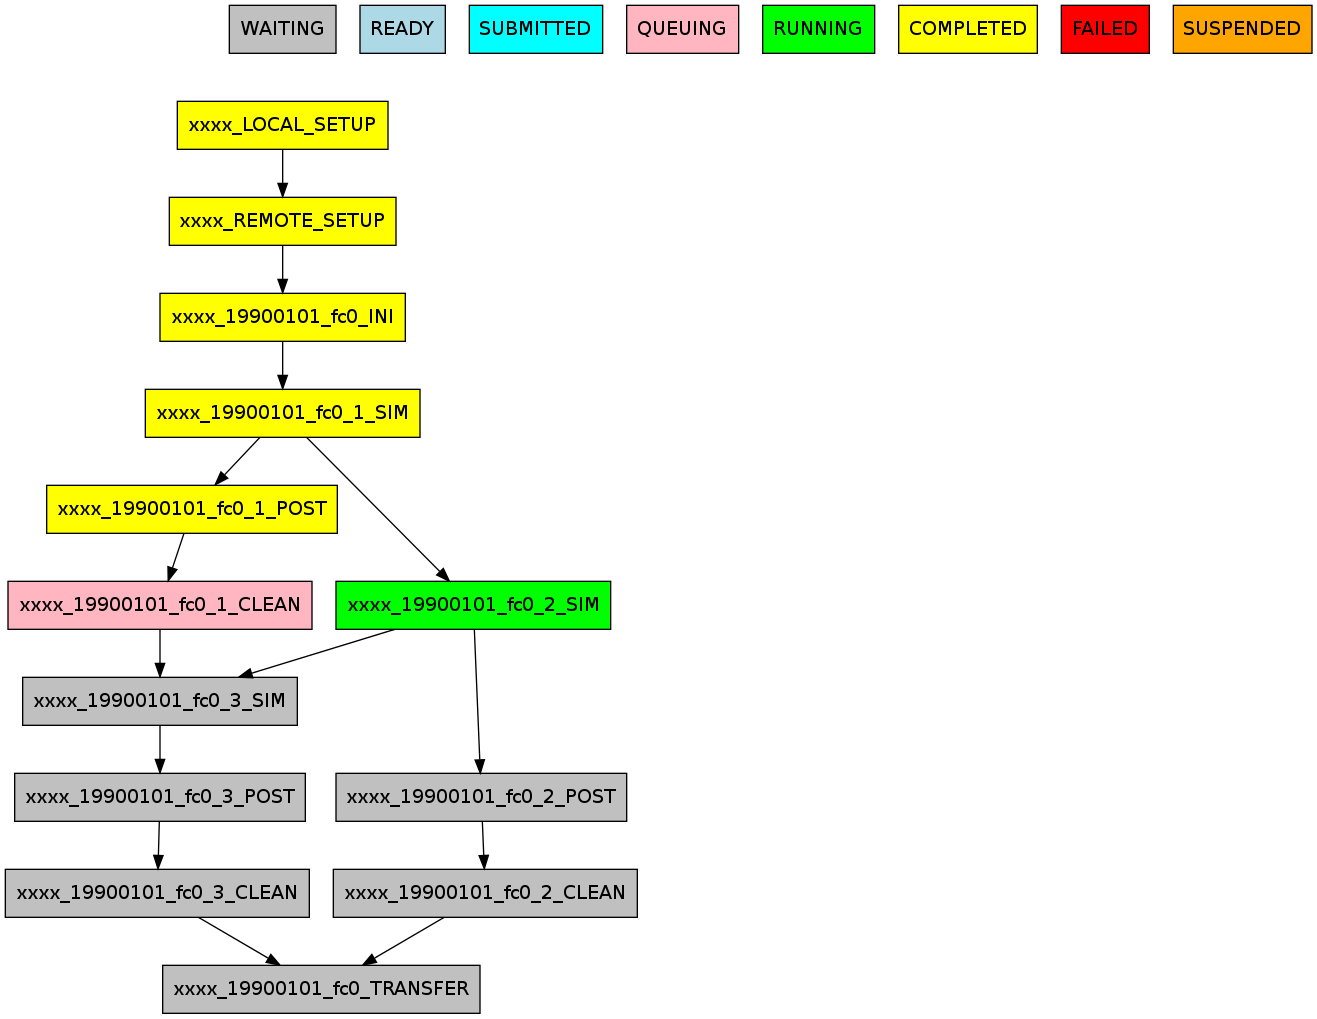 WAITING
READY
SUBMITTED
QUEUING
RUNNING
COMPLETED
FAILED
SUSPENDED
xxxx_LOCAL_SETUP
xxxx_REMOTE_SETUP
xxxx_19900101_fc0_INI
xxxx_19900101_fc0_1_SIM
xxxx_19900101_fc0_1_POST
xxxx_19900101_fc0_1_CLEAN
xxxx_19900101_fc0_2_SIM
xxxx_19900101_fc0_3_SIM
xxxx_19900101_fc0_3_POST
xxxx_19900101_fc0_2_POST
xxxx_19900101_fc0_3_CLEAN
xxxx_19900101_fc0_2_CLEAN
xxxx_19900101_fc0_TRANSFER